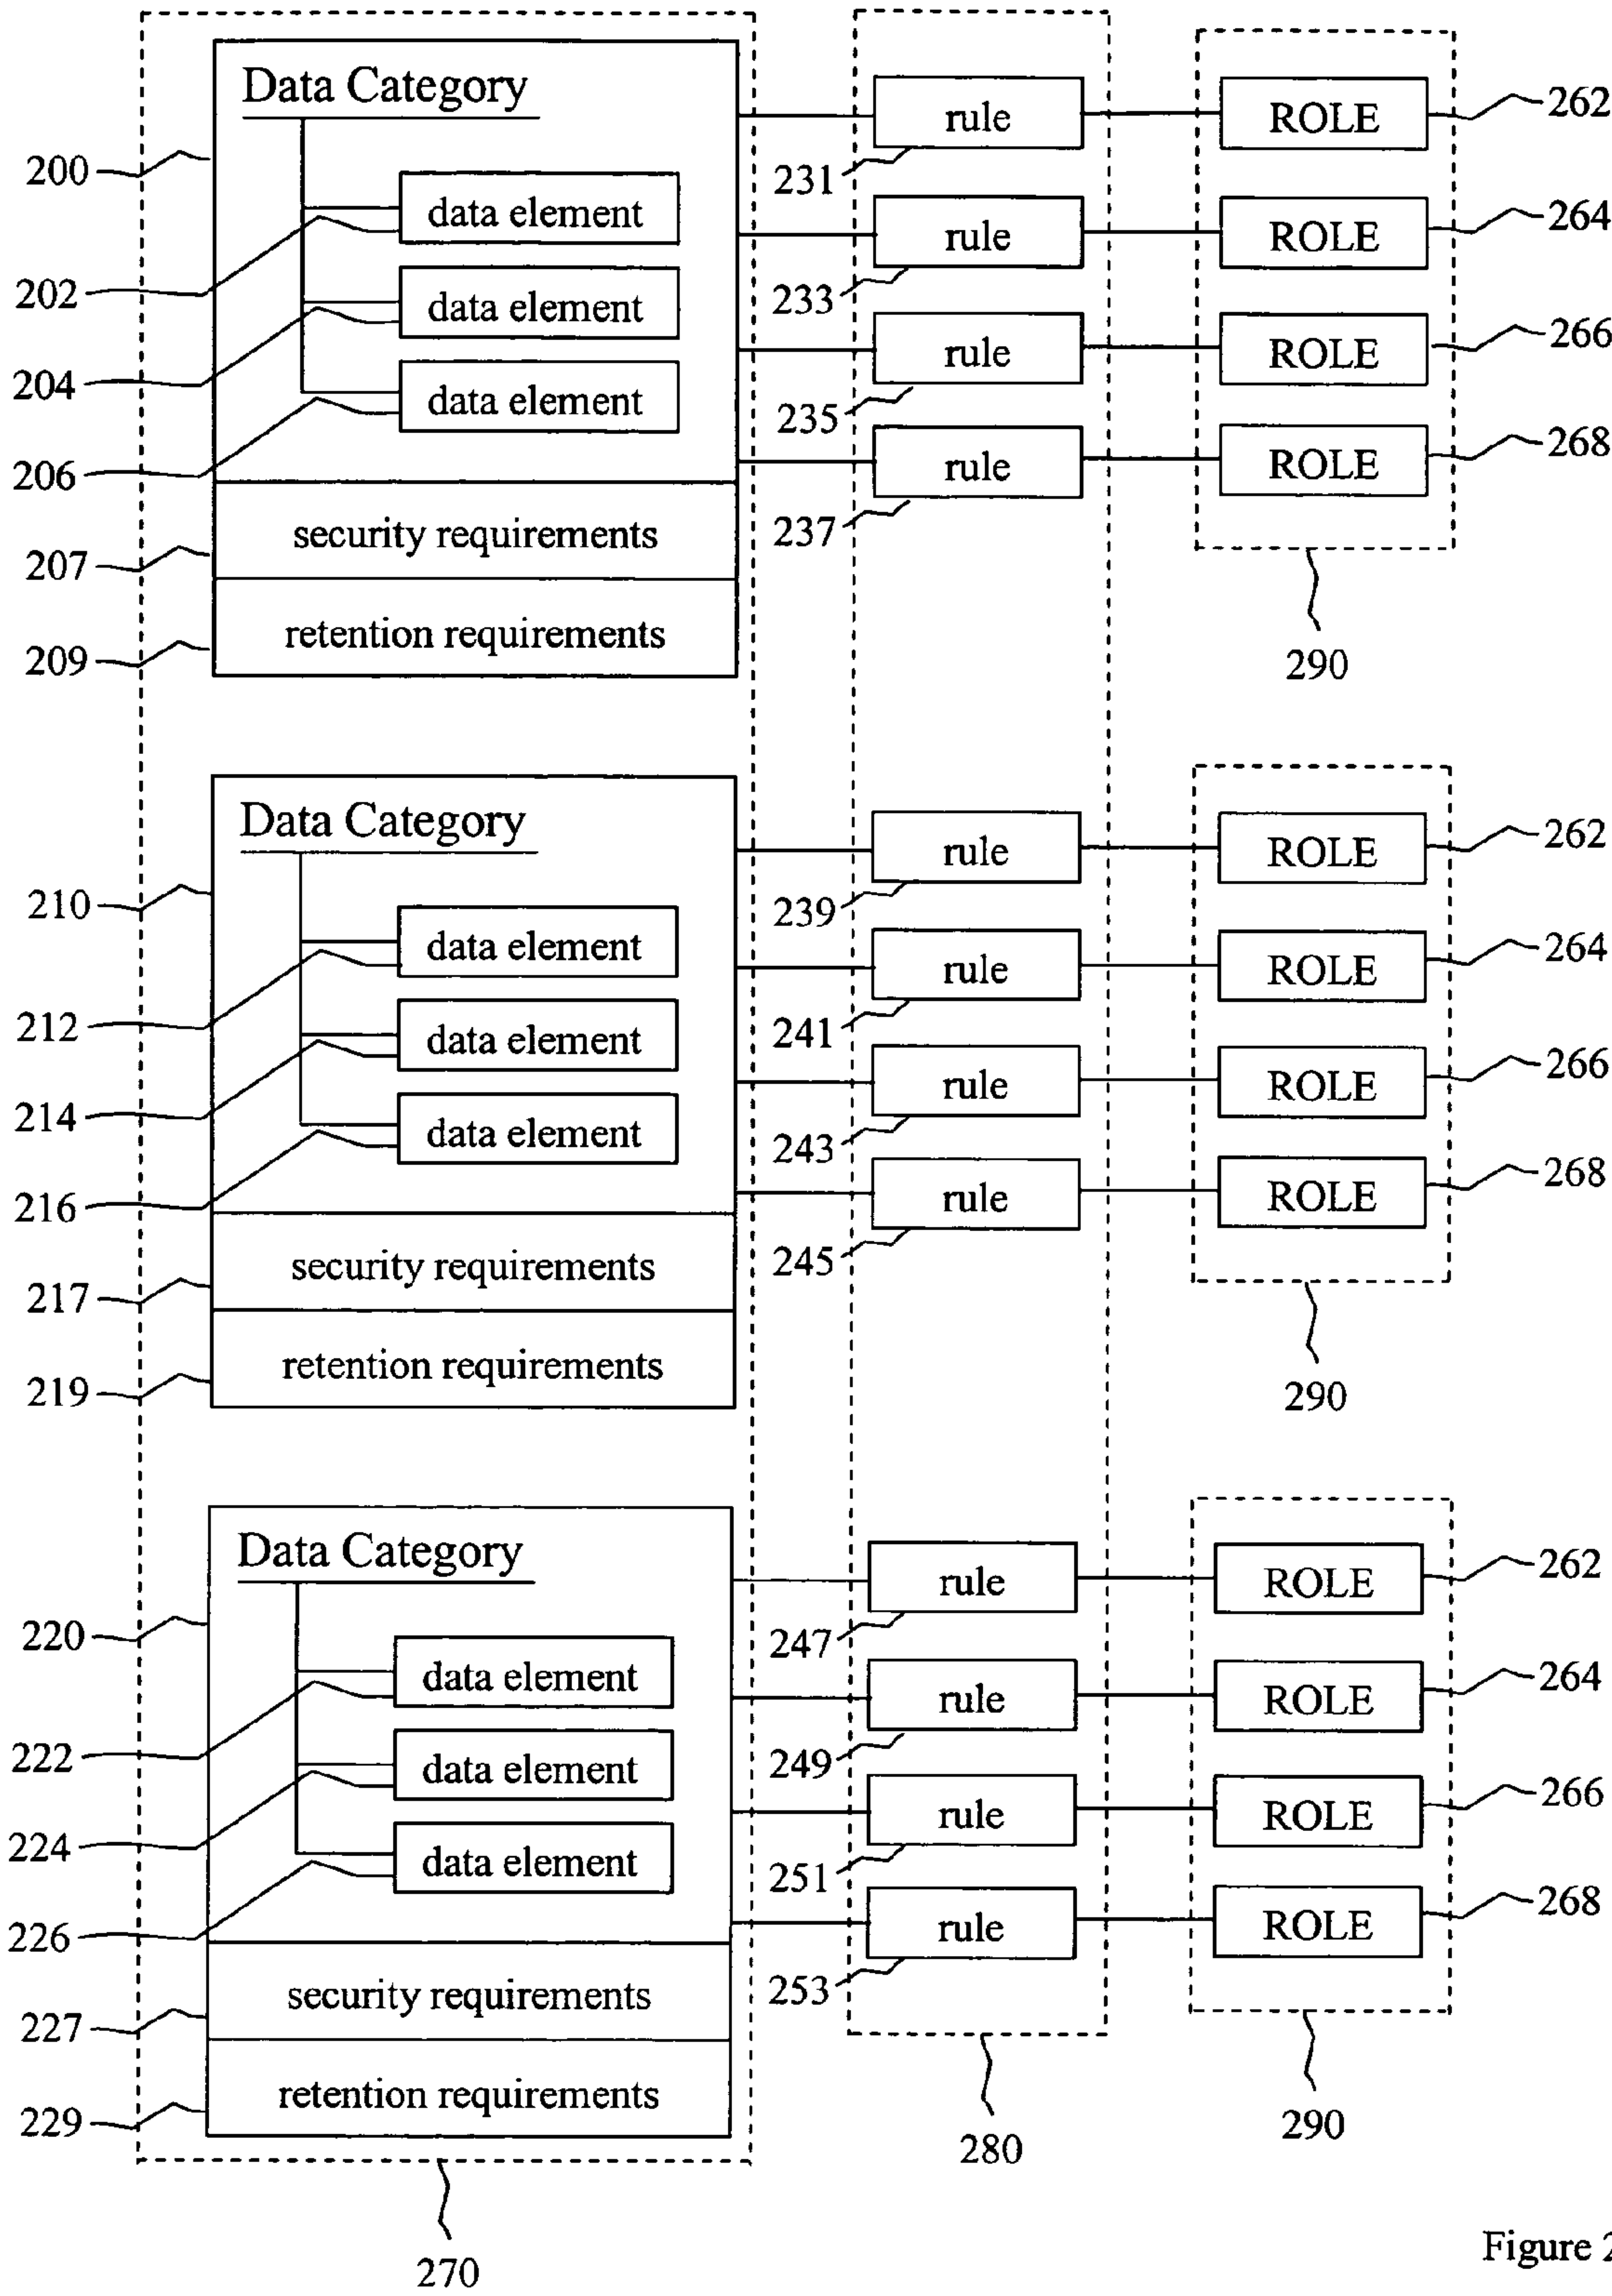 Data Category
rule
ROLE
262
200
231
data element
rule
ROLE
264
202
233
data element
rule
ROLE
266
204
235
data element
rule
ROLE
268
206
237
security requirements
207
retention requirements
209
290
Data Category
rule
ROLE
262
210
239
data element
rule
ROLE
264
212
241
data element
rule
ROLE
266
214
243
data element
rule
ROLE
268
216
245
security requirements
217
retention requirements
219
290
Data Category
rule
ROLE
262
220
247
data element
rule
ROLE
264
222
249
data element
rule
ROLE
266
224
251
data element
rule
ROLE
268
226
253
security requirements
227
retention requirements
229
280
290
270
Figure 2